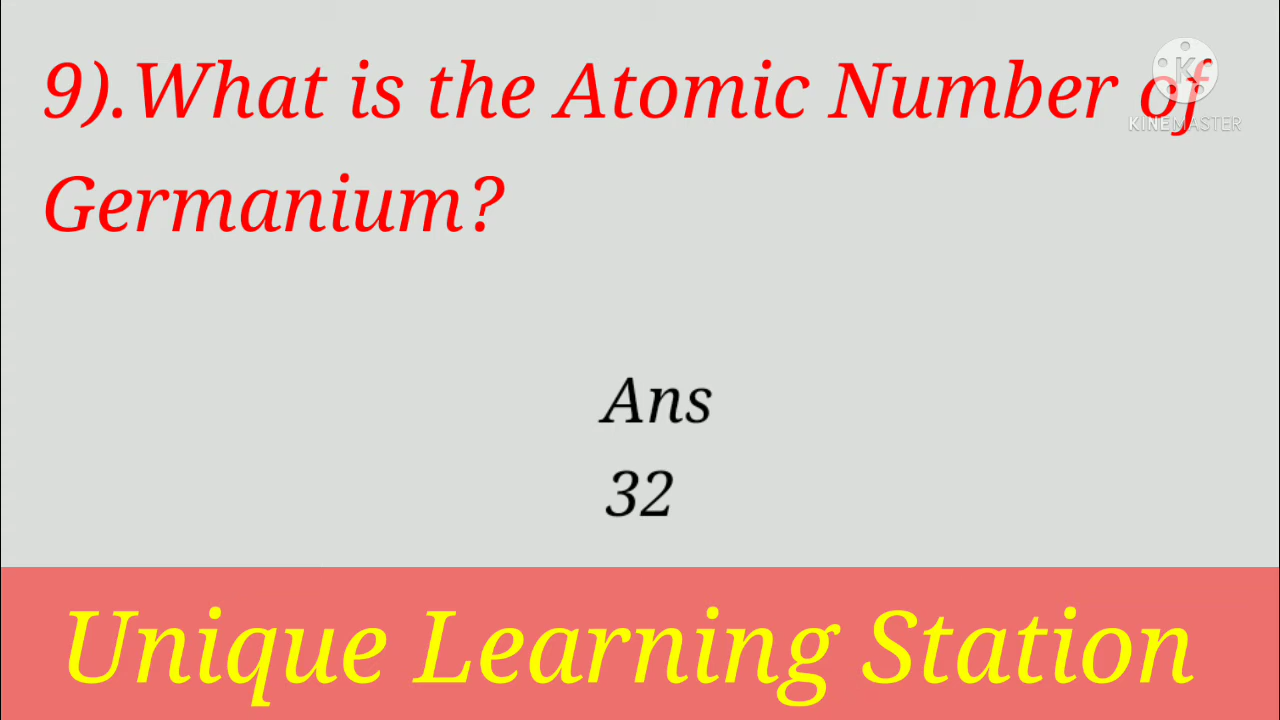 9).What is the Atomic Number of
Germanium?
KINEMASTER
Ans
32
Unique Learning Station